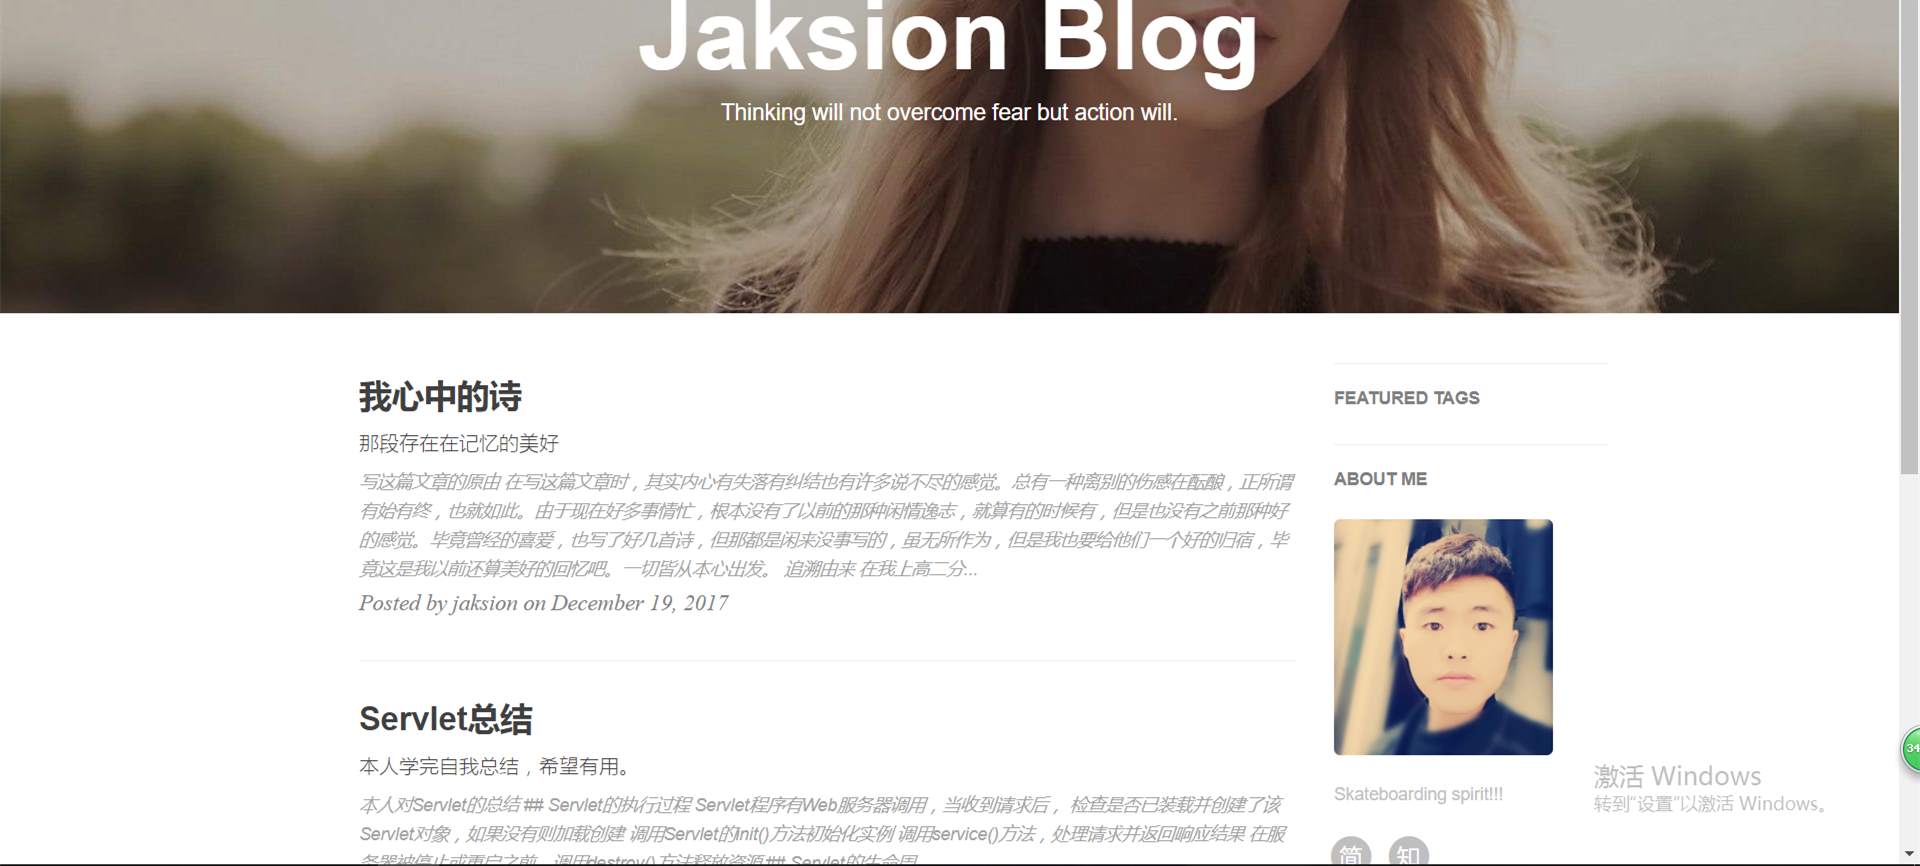 Jaksion Blog
Thinking will not overcome fear but action will.
我心中的诗
那段存在在记忆的美好
写这篇文章的原由 在写这篇文章时，其实内心有失落有纠结也有许多说不尽的感觉。总有一种离别的伤感在酝酿，正所谓
有始有终，也就如此。由于现在好多事情忙，根本没有了以前的那种闲情逸志，就算有的时候有，但是也没有之前那种好
的感觉。毕竟曾经的喜爱，也写了好几首诗，但那都是闲来没事写的，虽无所作为，但是我也要给他们一个好的归宿，毕
竟这是我以前还算美好的回忆吧。一切皆从本心出发。 追溯由来 在我上高二分...
Posted by jaksion on December 19, 2017
Servlet总结
本人学完自我总结，希望有用。
本人对Servlet的总结 ## Servlet的执行过程 Servlet程序有Web服务器调用，当收到请求后， 检查是否已装载并创建了该
Servlet对象，如果没有则加载创建 调用Servlet的init()方法初始化实例 调用service()方法，处理请求并返回响应结果 在服
务器被停止或重启之前，调用destroy()方法释放资源 ## Servlet的生命周
FEATURED TAGS
ABOUT ME
Skateboarding spirit!!!
简 知
激活 Windows
转到“设置”以激活 Windows。
34